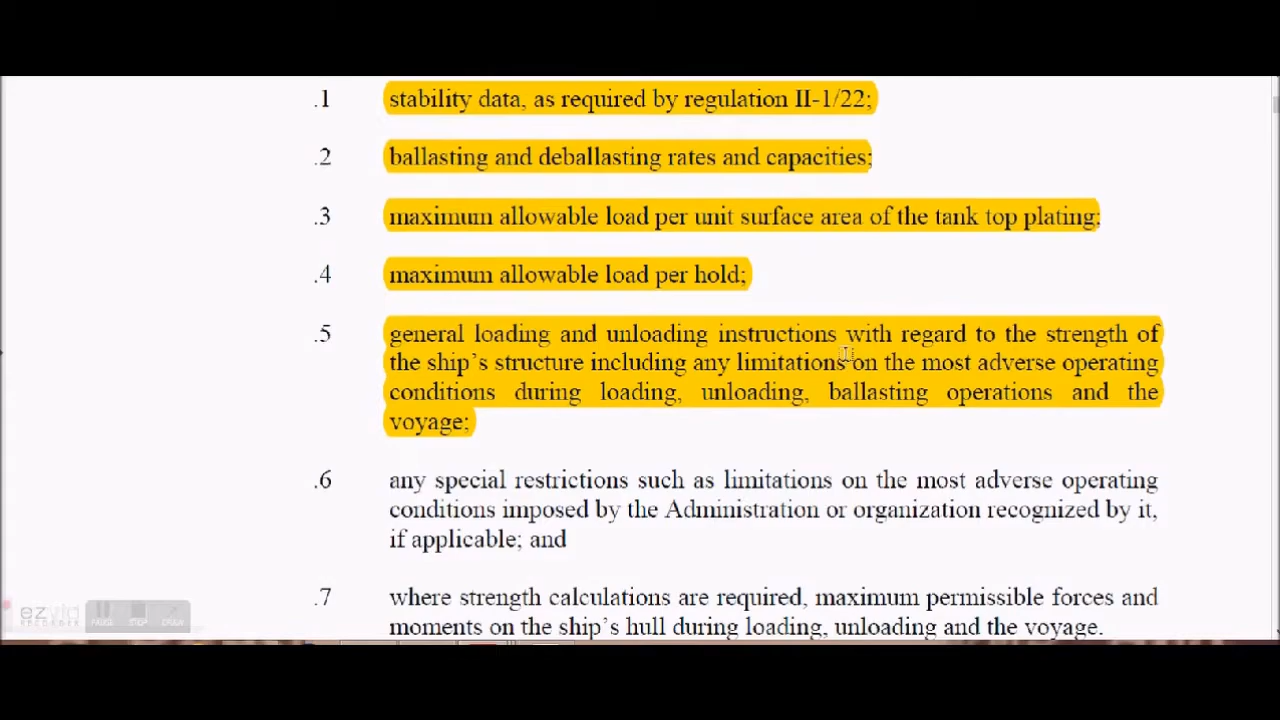 .1 stability data, as required by regulation II-1/22;
.2 ballasting and deballasting rates and capacities;
.3 maximum allowable load per unit surface area of the tank top plating;
.4 maximum allowable load per hold;
.5 general loading and unloading instructions with regard to the strength of
the ship's structure including any limitations on the most adverse operating
conditions during loading, unloading, ballasting operations and the
voyage;
.6 any special restrictions such as limitations on the most adverse operating
conditions imposed by the Administration or organization recognized by it,
if applicable; and
.7 where strength calculations are required, maximum permissible forces and
moments on the ship's hull during loading, unloading and the voyage.
ezvid
RECORDER
PAUSE STOP DRAW